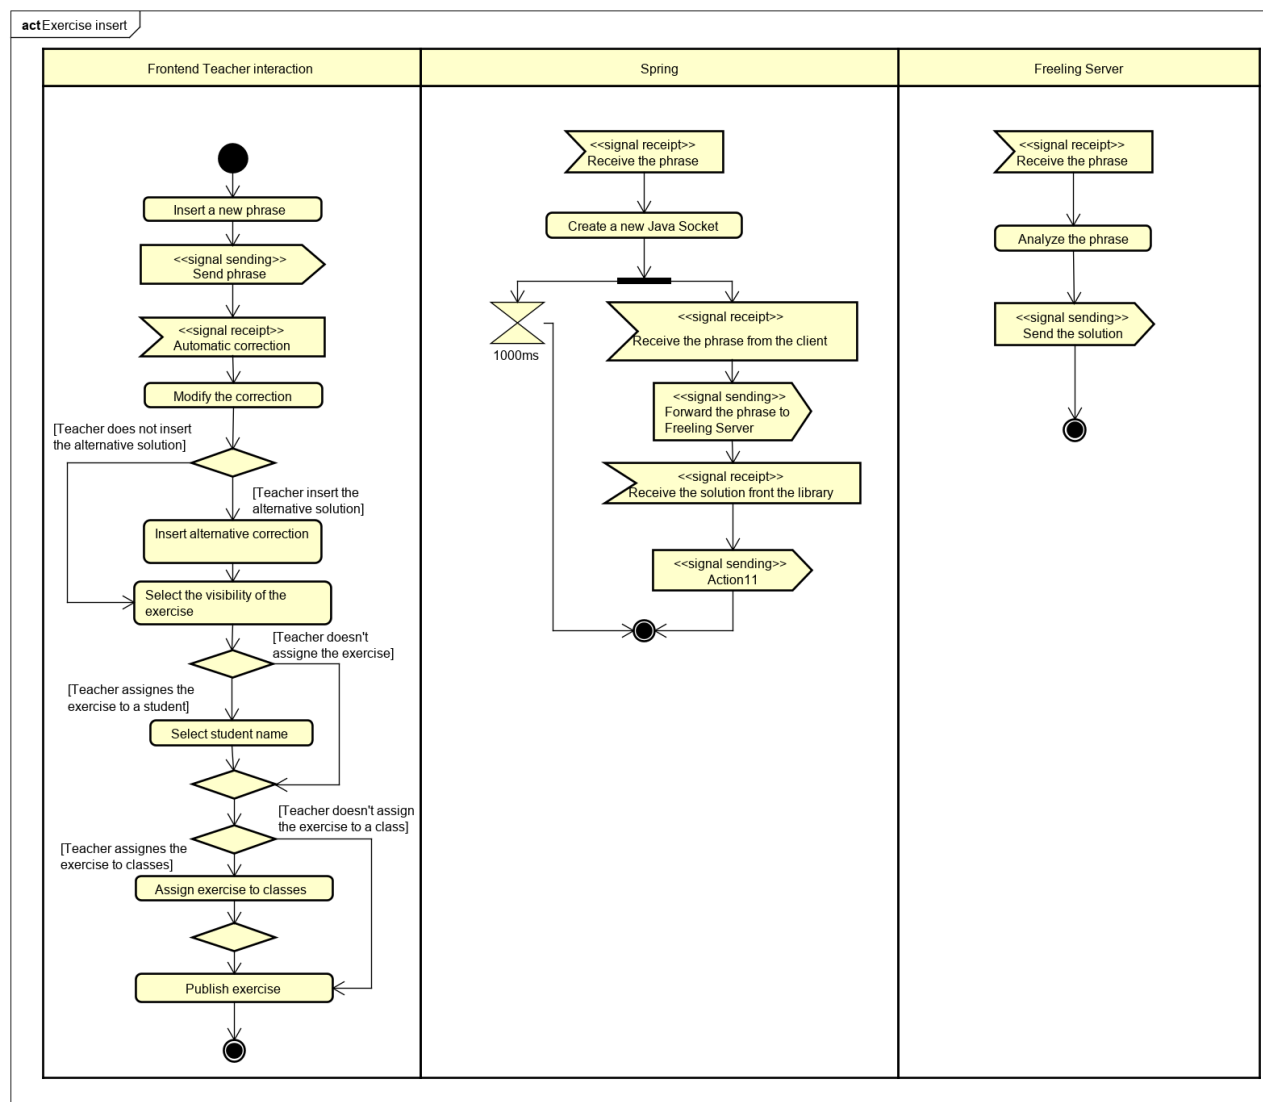 act Exercise insert
Frontend Teacher interaction
Spring
Freeling Server
Insert a new phrase
<<signal sending>>
Send phrase
<<signal receipt>>
Automatic correction
Modify the correction
[Teacher does not insert
the alternative solution]
[Teacher insert the
alternative solution]
Insert alternative correction
Select the visibility of the
exercise
[Teacher doesn't
assigne the exercise]
[Teacher assignes the
exercise to a student]
Select student name
[Teacher doesn't assign
the exercise to a class]
[Teacher assignes the
exercise to classes]
Assign exercise to classes
Publish exercise
<<signal receipt>>
Receive the phrase
Create a new Java Socket
1000ms
<<signal receipt>>
Receive the phrase from the client
<<signal sending>>
Forward the phrase to
Freeling Server
<<signal receipt>>
Receive the solution front the library
<<signal sending>>
Action11
<<signal receipt>>
Receive the phrase
Analyze the phrase
<<signal sending>>
Send the solution